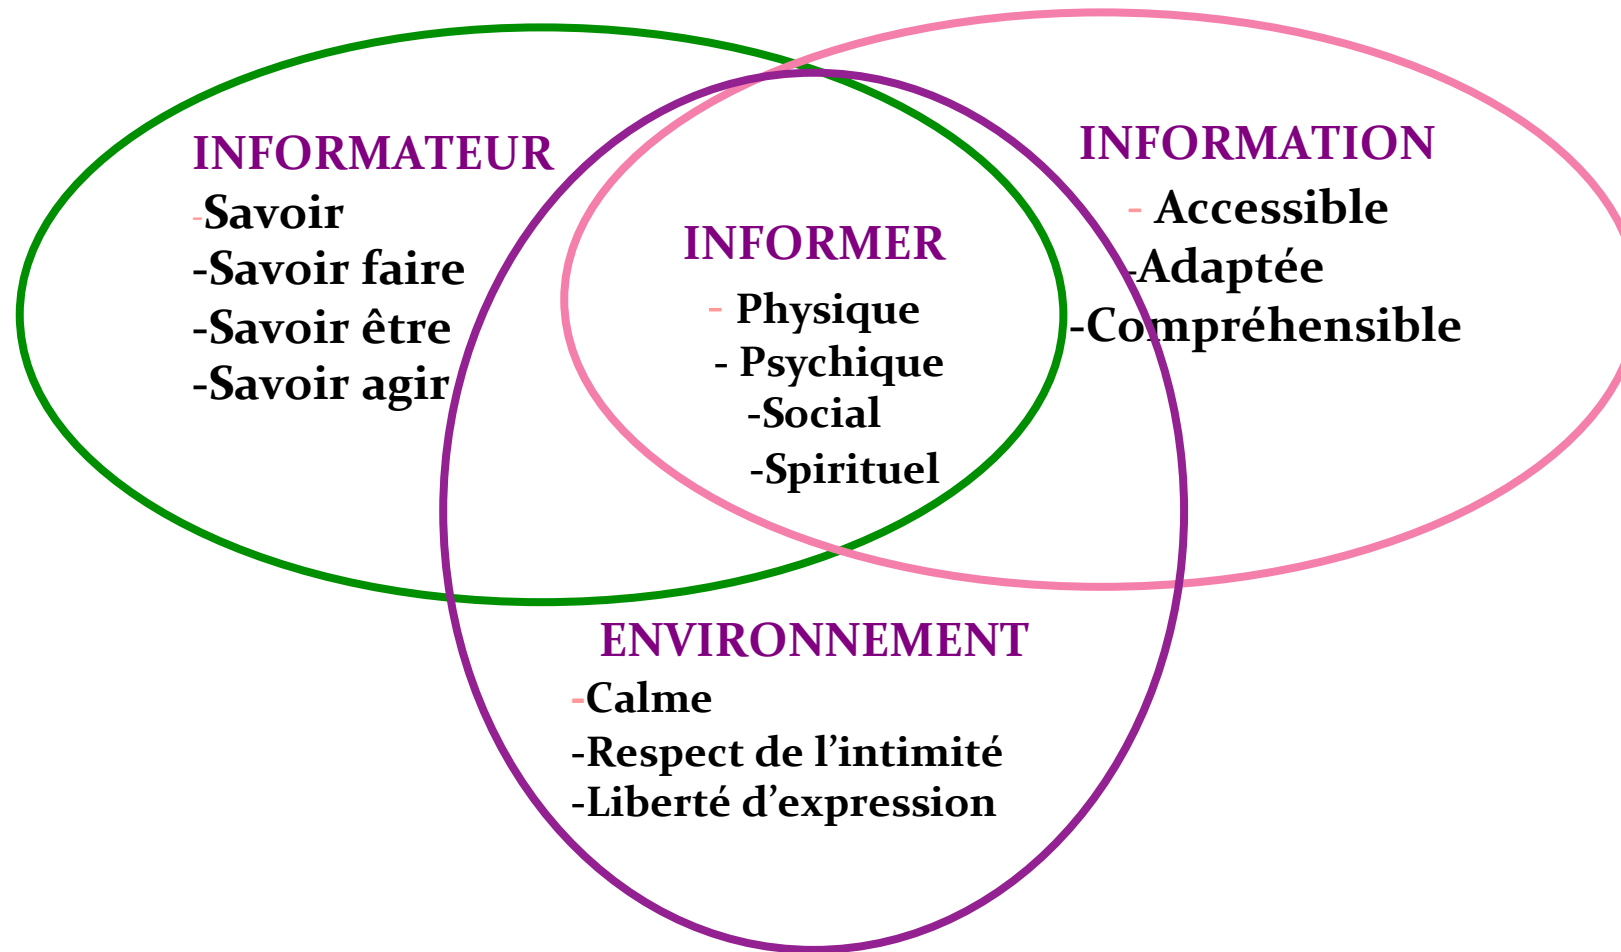 INFORMATEUR
-Savoir
-Savoir faire
-Savoir être
-Savoir agir
INFORMER
- Physique
- Psychique
-Social
-Spirituel
INFORMATION
- Accessible
-Adaptée
-Compréhensible
ENVIRONNEMENT
-Calme
-Respect de l’intimité
-Liberté d’expression